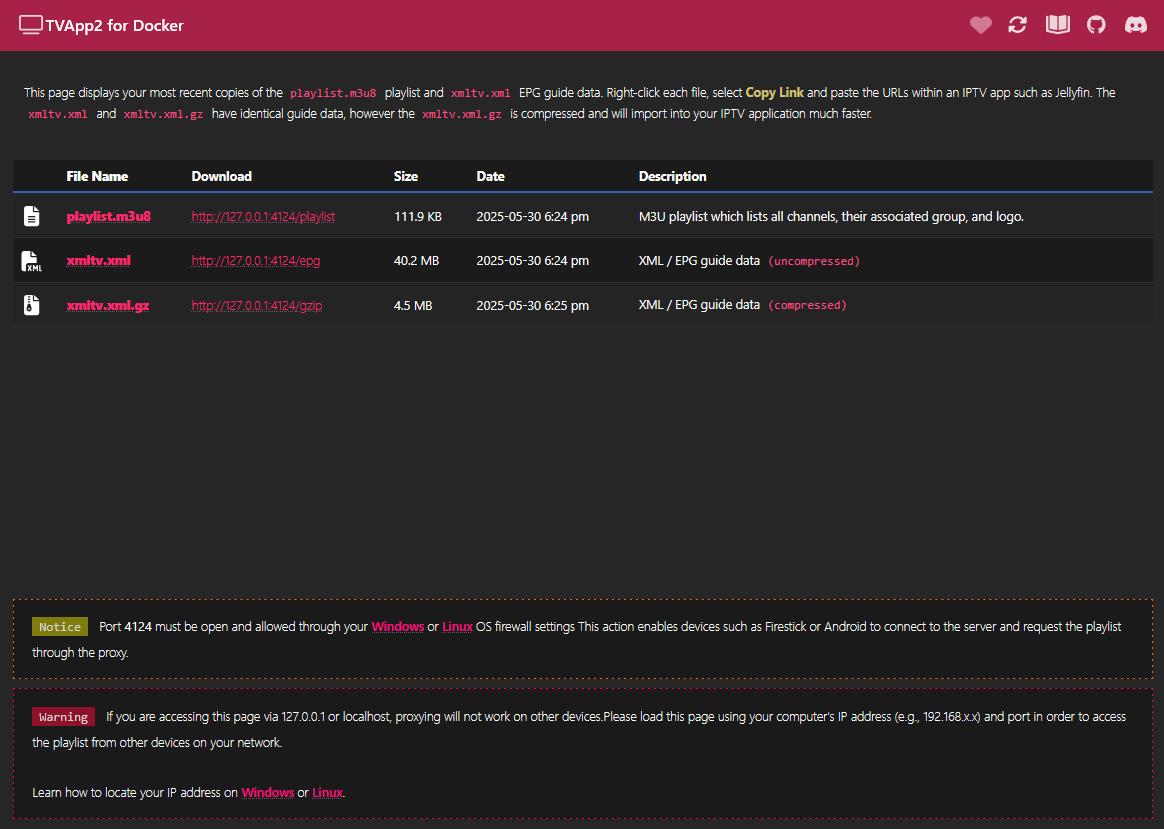 TVApp2 for Docker
This page displays your most recent copies of the playlist.m3u8 playlist and xmltv.xml EPG guide data. Right-click each file, select Copy Link and paste the URLs within an IPTV app such as Jellyfin. The
xmltv.xml and xmltv.xml.gz have identical guide data, however the xmltv.xml.gz is compressed and will import into your IPTV application much faster.
File Name Download Size Date Description
playlist.m3u8 http://127.0.0.1:4124/playlist 111.9 KB 2025-05-30 6:24 pm M3U playlist which lists all channels, their associated group, and logo.
XML xmltv.xml http://127.0.0.1:4124/epg 40.2 MB 2025-05-30 6:24 pm XML / EPG guide data (uncompressed)
xmltv.xml.gz http://127.0.0.1:4124/gzip 4.5 MB 2025-05-30 6:25 pm XML / EPG guide data (compressed)
Notice Port 4124 must be open and allowed through your Windows or Linux OS firewall settings This action enables devices such as Firestick or Android to connect to the server and request the playlist
through the proxy.
Warning If you are accessing this page via 127.0.0.1 or localhost, proxying will not work on other devices.Please load this page using your computer's IP address (e.g., 192.168.x.x) and port in order to access
the playlist from other devices on your network.
Learn how to locate your IP address on Windows or Linux.